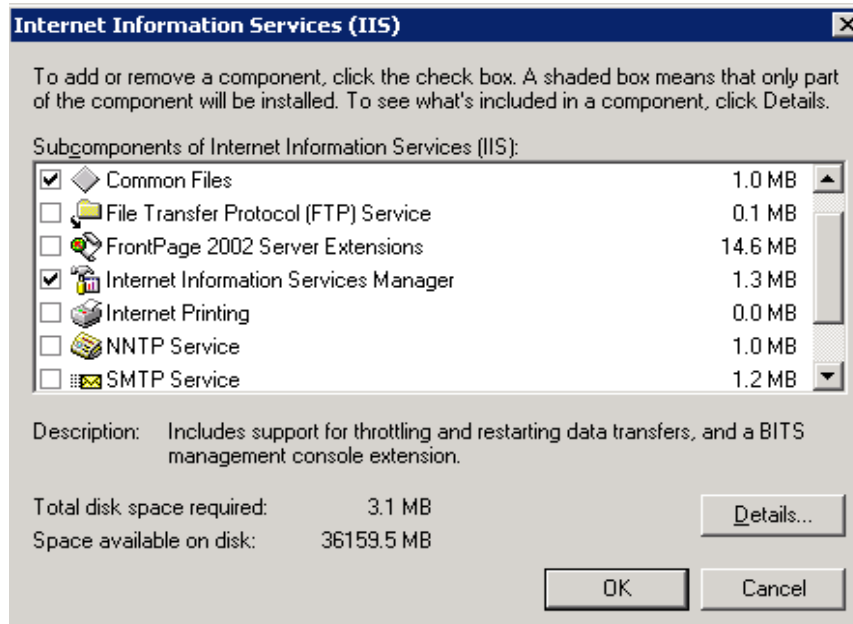 Internet Information Services (IIS)
To add or remove a component, click the check box. A shaded box means that only part
of the component will be installed. To see what's included in a component, click Details.
Subcomponents of Internet Information Services (IIS):
Common Files 1.0 MB
File Transfer Protocol (FTP) Service 0.1 MB
FrontPage 2002 Server Extensions 14.6 MB
Internet Information Services Manager 1.3 MB
Internet Printing 0.0 MB
NNTP Service 1.0 MB
SMTP Service 1.2 MB
Description: Includes support for throttling and restarting data transfers, and a BITS
management console extension.
Total disk space required: 3.1 MB
Space available on disk: 36159.5 MB
Details...
OK Cancel